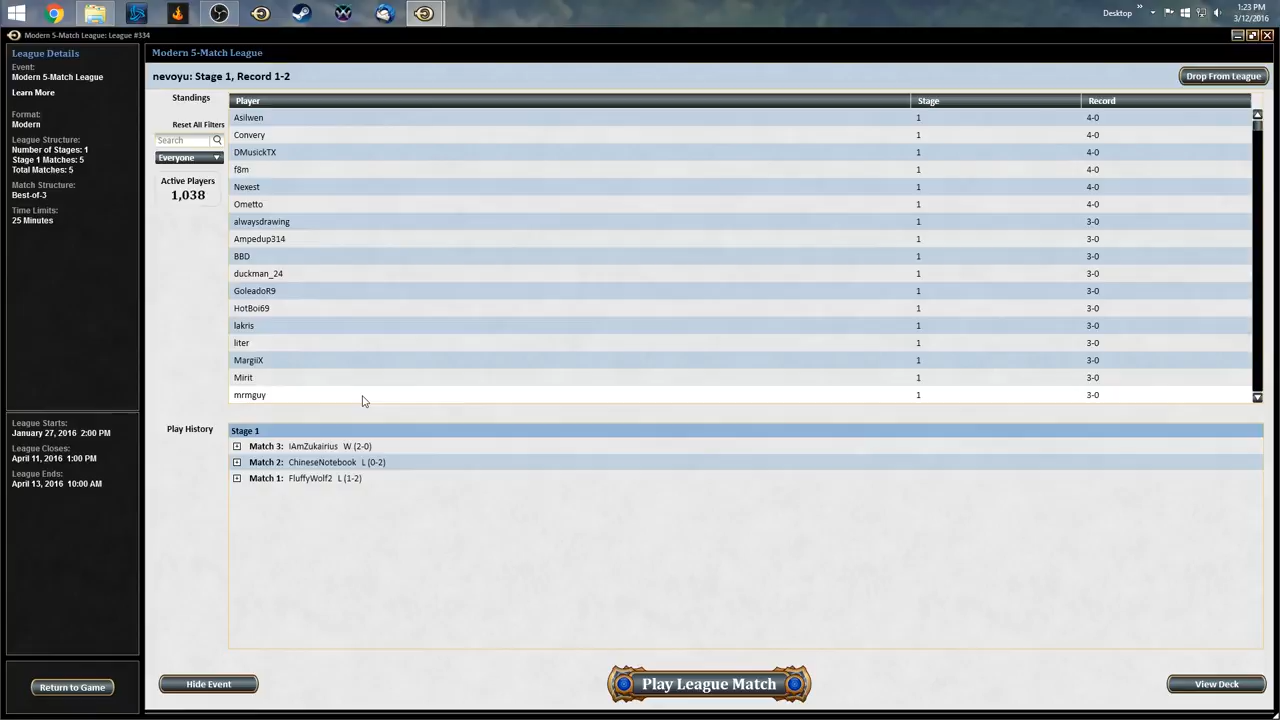 Desktop
»
1:23 PM
3/12/2016
Modern 5-Match League: League #334
League Details
Event:
Modern 5-Match League
Learn More
Format:
Modern
League Structure:
Number of Stages: 1
Stage 1 Matches: 5
Total Matches: 5
Match Structure:
Best-of-3
Time Limits:
25 Minutes
League Starts:
January 27, 2016 2:00 PM
League Closes:
April 11, 2016 1:00 PM
League Ends:
April 13, 2016 10:00 AM
Return to Game
Modern 5-Match League
nevoyu: Stage 1, Record 1-2
Drop From League
Standings
Reset All Filters
Search
Everyone
Active Players
1,038
Player Stage Record
Asilwen 1 4-0
Convery 1 4-0
DMusickTX 1 4-0
f8m 1 4-0
Nexest 1 4-0
Ometto 1 4-0
alwaysdrawing 1 3-0
Ampedup314 1 3-0
BBD 1 3-0
duckman_24 1 3-0
GoleadoR9 1 3-0
HotBoi69 1 3-0
lakris 1 3-0
liter 1 3-0
MargiiX 1 3-0
Mirit 1 3-0
mrmguy 1 3-0
Play History
Stage 1
Match 3: IAmZukairius W (2-0)
Match 2: ChineseNotebook L (0-2)
Match 1: FluffyWolf2 L (1-2)
Hide Event
Play League Match
View Deck